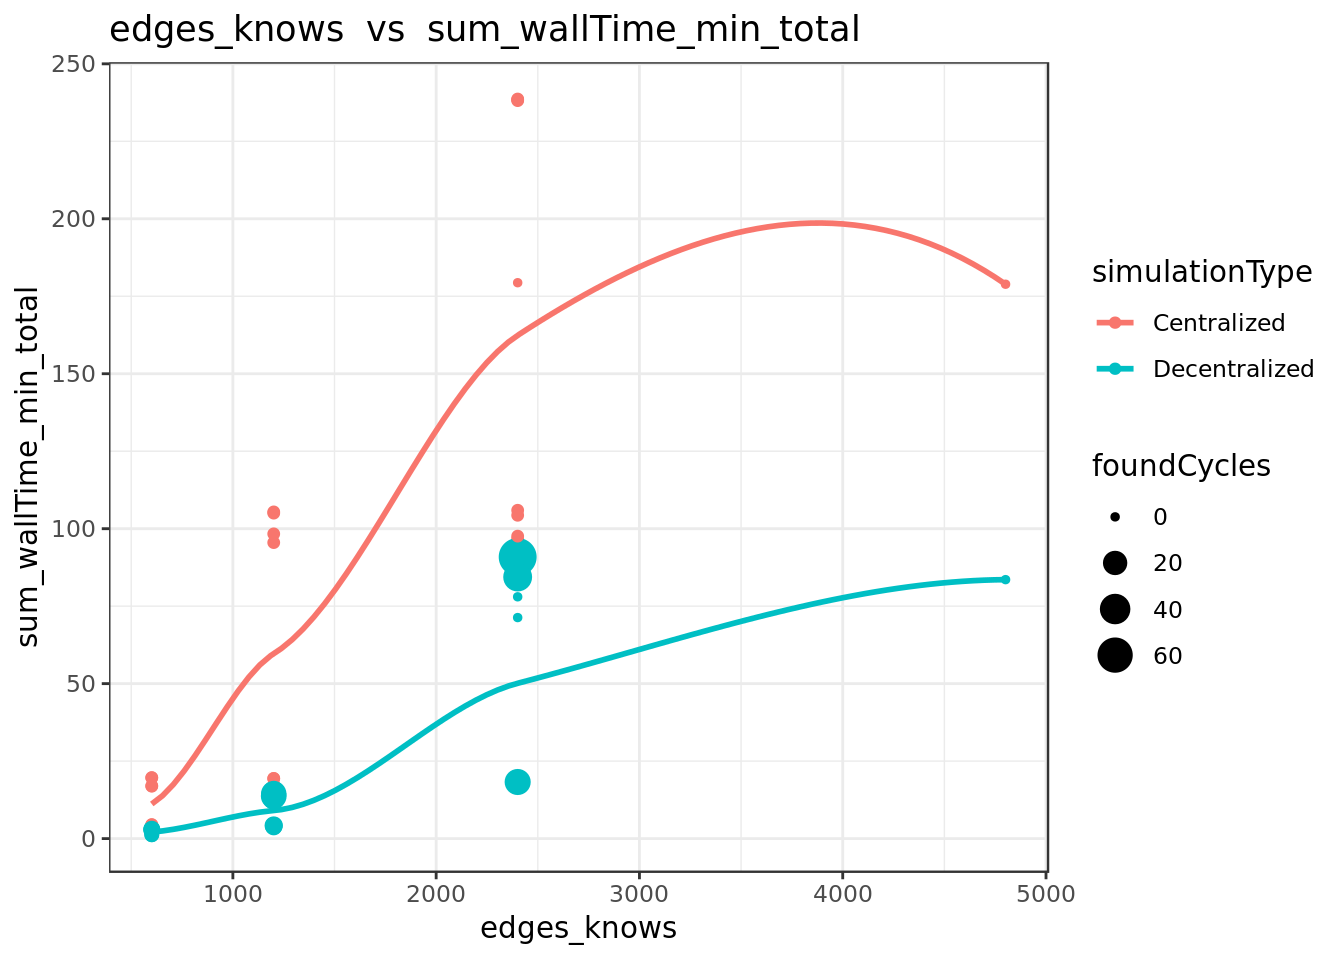 edges_knows  vs  sum_wallTime_min_total
sum_wallTime_min_total
250
200
150
100
50
0
1000 2000 3000 4000 5000
edges_knows
simulationType
Centralized
Decentralized
foundCycles
0
20
40
60